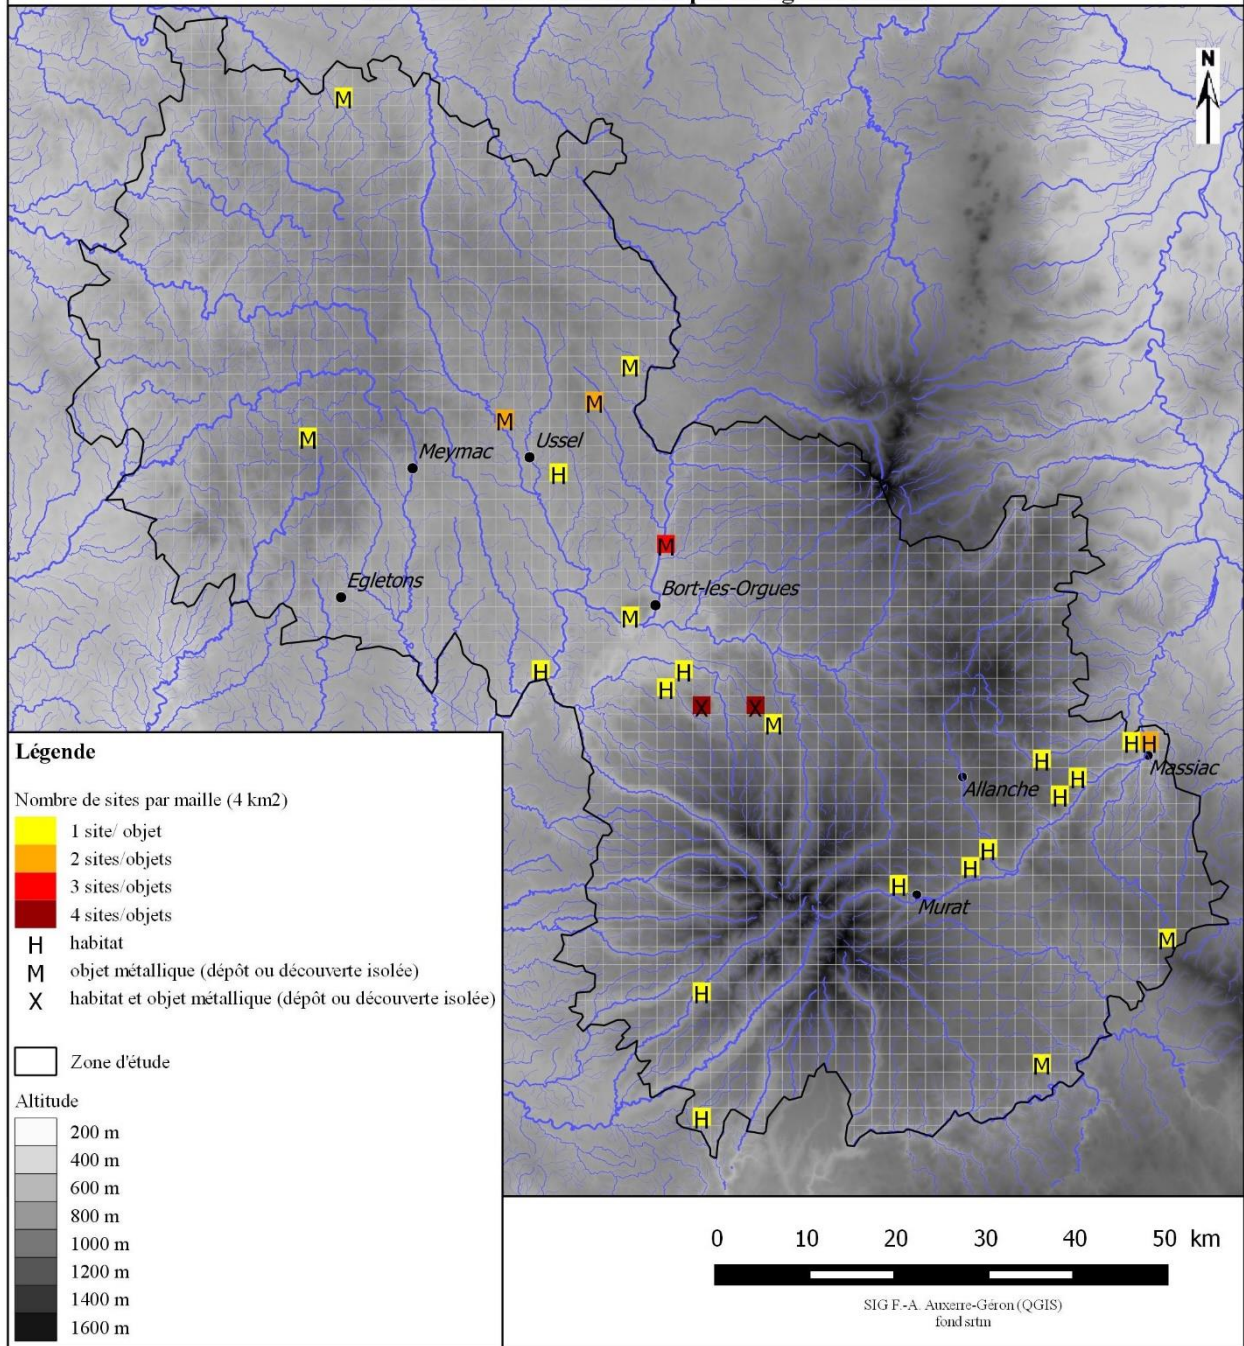 N
M
M
M
M
Ussel
M
Meymac
H
M
Egletons
Bort-les-Orgues
M
H
H
H
X
X
M
H
H
Massiac
H
Allanche
H
H
H
H
H
Murat
M
H
M
H
Légende
Nombre de sites par maille (4 km2)
1 site/ objet
2 sites/objets
3 sites/objets
4 sites/objets
H habitat
M objet métallique (dépôt ou découverte isolée)
X habitat et objet métallique (dépôt ou découverte isolée)
Zone d'étude
Altitude
200 m
400 m
600 m
800 m
1000 m
1200 m
1400 m
1600 m
0 10 20 30 40 50 km
SIG F.-A. Auxerre-Géron (QGIS)
fond srtm